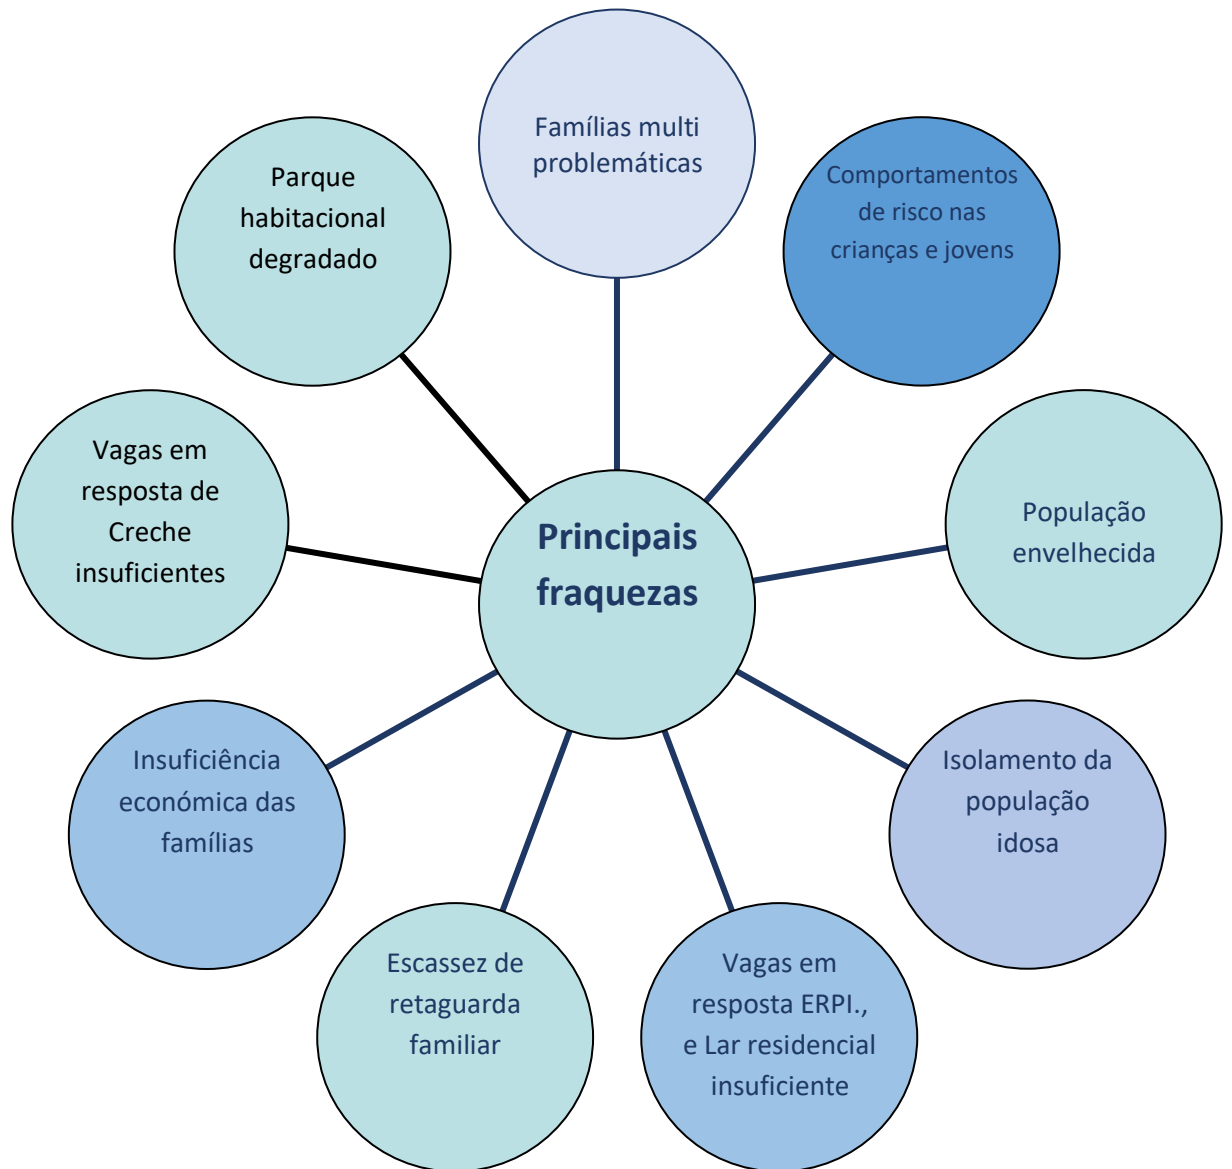 Famílias multi
problemáticas
Comportamentos
de risco nas
crianças e jovens
População
envelhecida
Isolamento da
população
idosa
Vagas em
resposta ERPI.,
e Lar residencial
insuficiente
Escassez de
retaguarda
familiar
Insuficiência
económica das
famílias
Vagas em
resposta de
Creche
insuficientes
Parque
habitacional
degradado
Principais
fraquezas